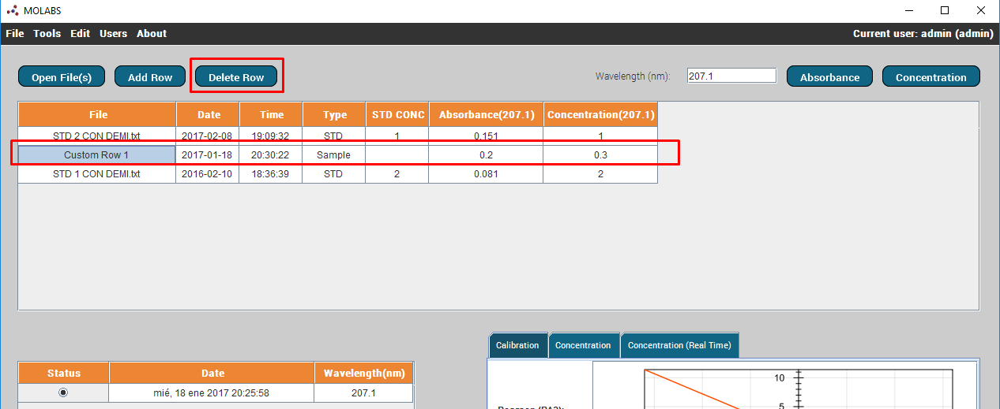 MOLABS
File Tools Edit Users About Current user: admin (admin)
Open File(s) Add Row Delete Row Wavelength (nm): 207.1 Absorbance Concentration
File Date Time Type STD CONC Absorbance(207.1) Concentration(207.1)
STD 2 CON DEMI.txt 2017-02-08 19:09:32 STD 1 0.151 1
Custom Row 1 2017-01-18 20:30:22 Sample 0.2 0.3
STD 1 CON DEMI.txt 2016-02-10 18:36:39 STD 2 0.081 2
Calibration Concentration Concentration (Real Time)
Status Date Wavelength(nm)
mié, 18 ene 2017 20:25:58 207.1
10
5